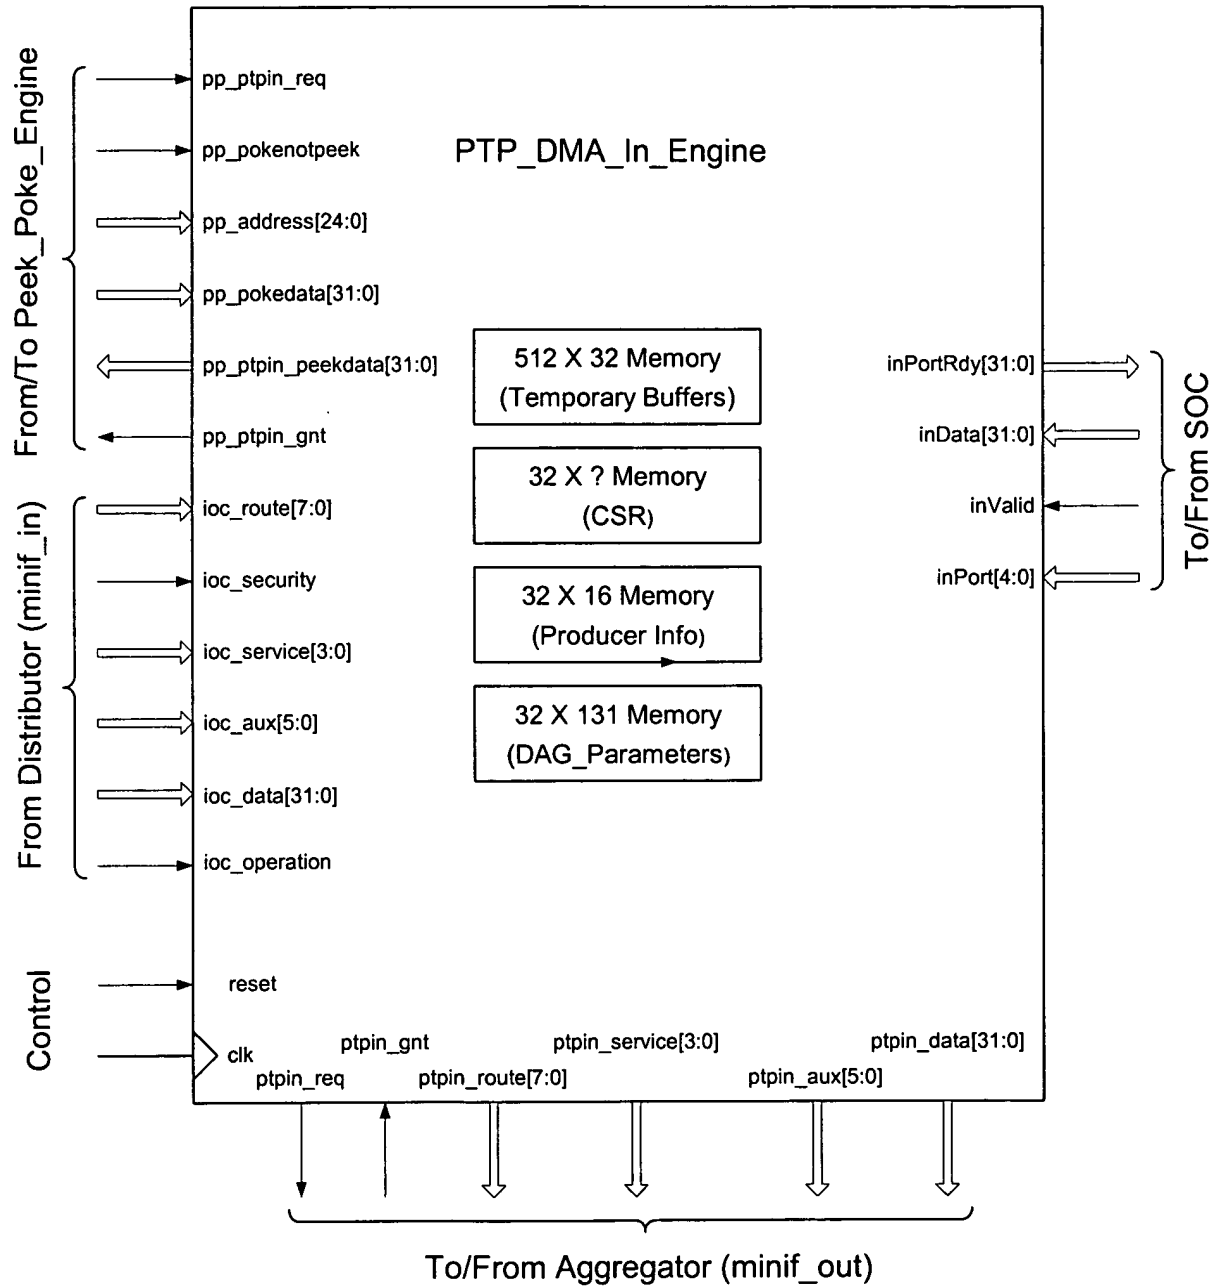 From/To Peek_Poke_Engine
pp_ptpin_req
pp_pokenotpeek
pp_address[24:0]
pp_pokedata[31:0]
pp_ptpin_peekdata[31:0]
pp_ptpin_gnt
From Distributor (minif_in)
ioc_route[7:0]
ioc_security
ioc_service[3:0]
ioc_aux[5:0]
ioc_data[31:0]
ioc_operation
Control
reset
clk
PTP_DMA_In_Engine
512 X 32 Memory
(Temporary Buffers)
32 X ? Memory
(CSR)
32 X 16 Memory
(Producer Info)
32 X 131 Memory
(DAG_Parameters)
inPortRdy[31:0]
inData[31:0]
inValid
inPort[4:0]
To/From SOC
ptpin_req
ptpin_gnt
ptpin_route[7:0]
ptpin_service[3:0]
ptpin_aux[5:0]
ptpin_data[31:0]
To/From Aggregator (minif_out)